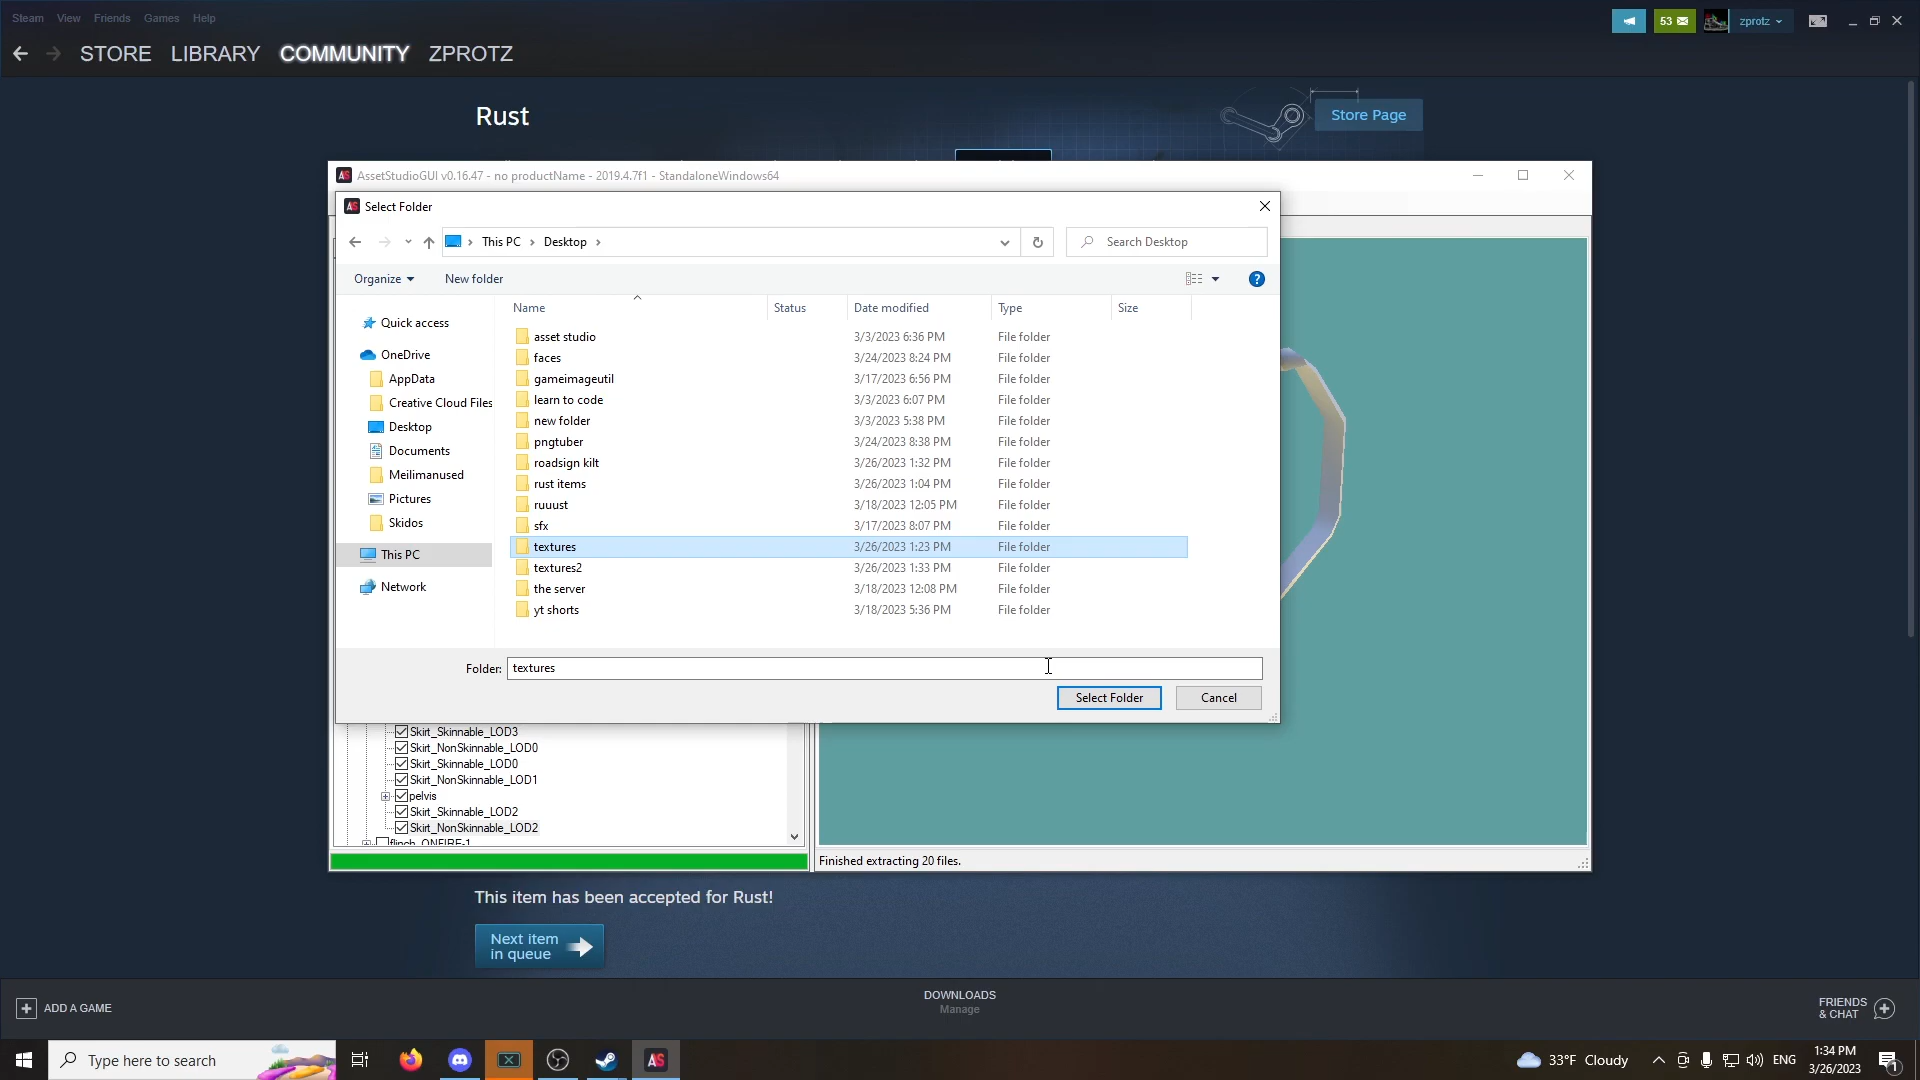 Steam View Friends Games Help
53
zprotz
STORE LIBRARY COMMUNITY ZPROTZ
Rust
Store Page
AS AssetStudioGUI v0.16.47 - no productName - 2019.4.7f1 - StandaloneWindows64
AS Select Folder
This PC > Desktop >
Search Desktop
Organize
New folder
?
Name
Status
Date modified
Type
Size
Quick access
OneDrive
AppData
Creative Cloud Files
Desktop
Documents
Meilimanused
Pictures
Skidos
This PC
Network
asset studio 3/3/2023 6:36 PM File folder
faces 3/24/2023 8:24 PM File folder
gameimageutil 3/17/2023 6:56 PM File folder
learn to code 3/3/2023 6:07 PM File folder
new folder 3/3/2023 5:38 PM File folder
pngtuber 3/24/2023 8:38 PM File folder
roadsign kilt 3/26/2023 1:32 PM File folder
rust items 3/26/2023 1:04 PM File folder
ruuust 3/18/2023 12:05 PM File folder
sfx 3/17/2023 8:07 PM File folder
textures 3/26/2023 1:23 PM File folder
textures2 3/26/2023 1:33 PM File folder
the server 3/18/2023 12:08 PM File folder
yt shorts 3/18/2023 5:36 PM File folder
Folder: textures
Select Folder
Cancel
Skirt_Skinnable_LOD3
Skirt_NonSkinnable_LOD0
Skirt_Skinnable_LOD0
Skirt_NonSkinnable_LOD1
pelvis
Skirt_Skinnable_LOD2
Skirt_NonSkinnable_LOD2
flinch_ONFIRE-1
Finished extracting 20 files.
This item has been accepted for Rust!
Next item
in queue
ADD A GAME
DOWNLOADS
Manage
FRIENDS
& CHAT
Type here to search
AS
33°F Cloudy
ENG
1:34 PM
3/26/2023
1